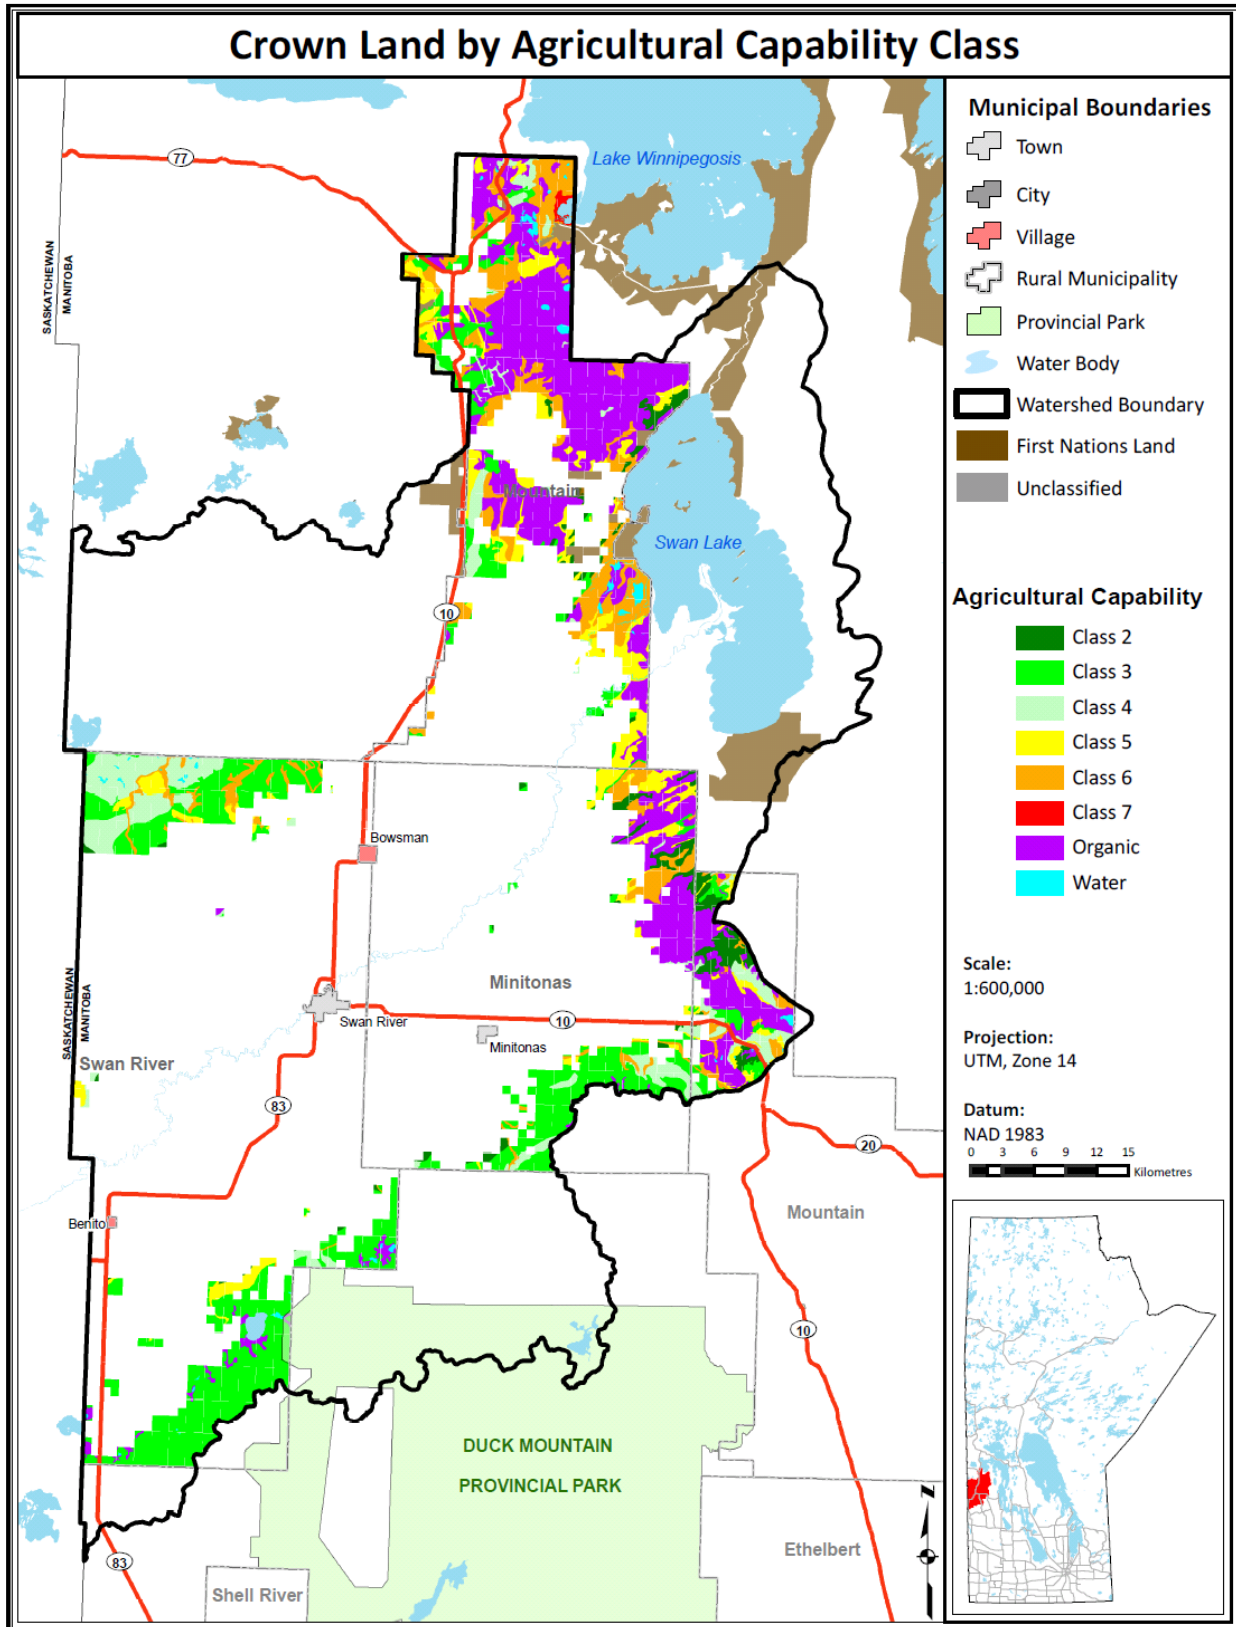 Crown Land by Agricultural Capability Class
77
Lake Winnipegosis
SASKATCHEWAN
MANITOBA
Mountain
Swan Lake
10
Bowsman
Minitonas
SASKATCHEWAN
MANITOBA
Swan River
10
Minitonas
Swan River
83
20
Benito
Mountain
10
DUCK MOUNTAIN
PROVINCIAL PARK
Ethelbert
83
Shell River
Z
Municipal Boundaries
Town
City
Village
Rural Municipality
Provincial Park
Water Body
Watershed Boundary
First Nations Land
Unclassified
Agricultural Capability
Class 2
Class 3
Class 4
Class 5
Class 6
Class 7
Organic
Water
Scale:
1:600,000
Projection:
UTM, Zone 14
Datum:
NAD 1983
0 3 6 9 12 15
Kilometres